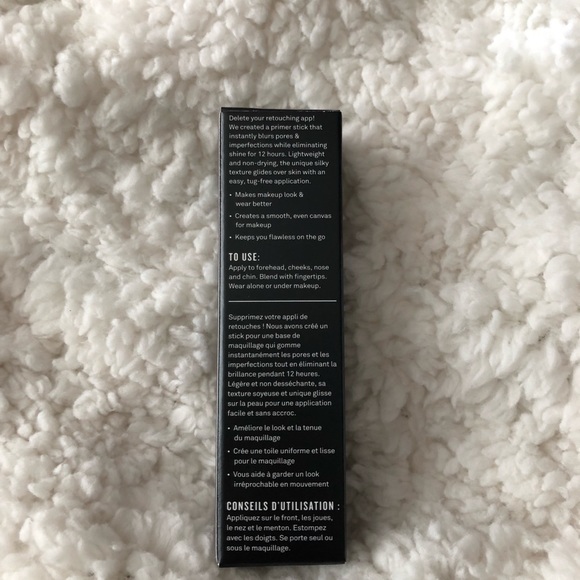 Delete your retouching app!
We created a primer stick that
instantly blurs pores &
imperfections while eliminating
shine for 12 hours. Lightweight
and non-drying, the unique silky
texture glides over skin with an
easy, tug-free application.
• Makes makeup look &
wear better
• Creates a smooth, even canvas
for makeup
• Keeps you flawless on the go
TO USE:
Apply to forehead, cheeks, nose
and chin. Blend with fingertips.
Wear alone or under makeup.
Supprimez votre appli de
retouches ! Nous avons créé un
stick pour une base de
maquillage qui gomme
instantanément les pores et les
imperfections tout en éliminant la
brillance pendant 12 heures.
Légère et non desséchante, sa
texture soyeuse et unique glisse
sur la peau pour une application
facile et sans accroc.
• Améliore le look et la tenue
du maquillage
• Crée une toile uniforme et lisse
pour le maquillage
• Vous aide à garder un look
irréprochable en mouvement
CONSEILS D'UTILISATION :
Appliquez sur le front, les joues,
le nez et le menton. Estompez
avec les doigts. Se porte seul ou
sous le maquillage.